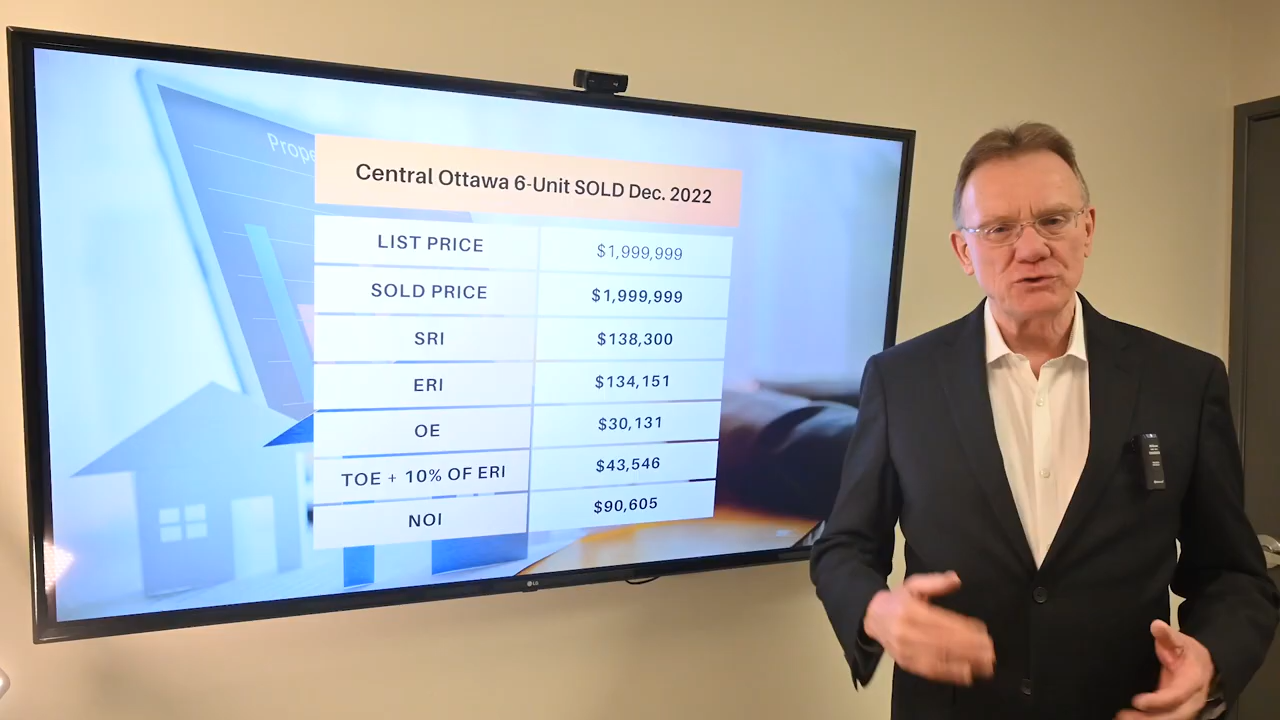 Prope
Central Ottawa 6-Unit SOLD Dec. 2022
LIST PRICE $1,999,999
SOLD PRICE $1,999,999
SRI $138,300
ERI $134,151
OE $30,131
TOE + 10% OF ERI $43,546
NOI $90,605
LG